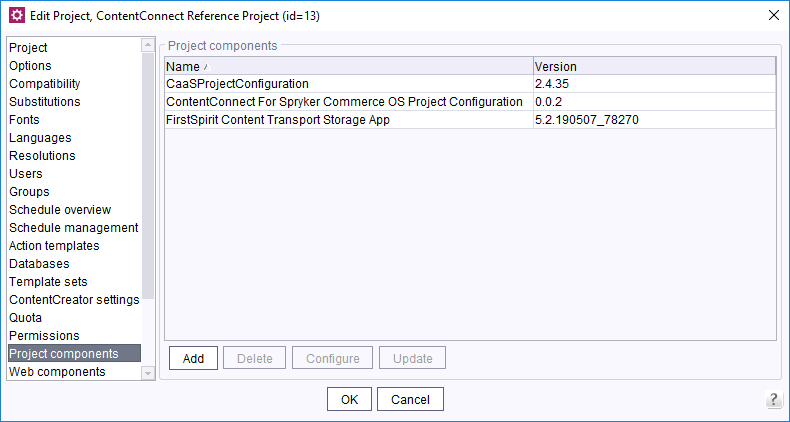 Edit Project, ContentConnect Reference Project (id=13)
Project
Options
Compatibility
Substitutions
Fonts
Languages
Resolutions
Users
Groups
Schedule overview
Schedule management
Action templates
Databases
Template sets
ContentCreator settings
Quota
Permissions
Project components
Web components
Project components
Name Version
CaaSProjectConfiguration 2.4.35
ContentConnect For Spryker Commerce OS Project Configuration 0.0.2
FirstSpirit Content Transport Storage App 5.2.190507_78270
Add Delete Configure Update
OK Cancel ?